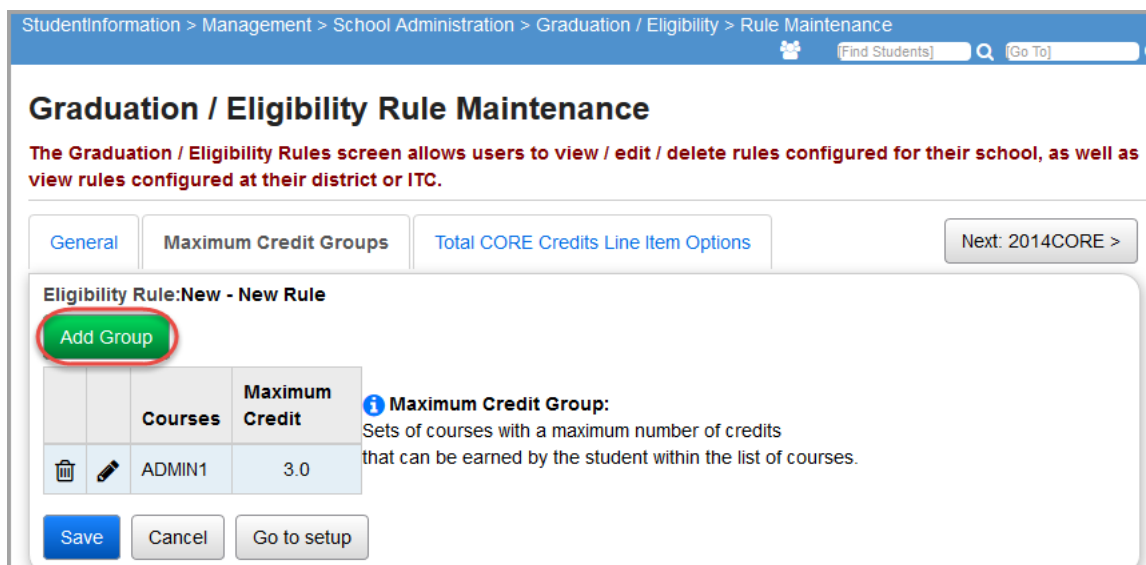 StudentInformation > Management > School Administration > Graduation / Eligibility > Rule Maintenance
[Find Students] [Go To]
Graduation / Eligibility Rule Maintenance
The Graduation / Eligibility Rules screen allows users to view / edit / delete rules configured for their school, as well as
view rules configured at their district or ITC.
General Maximum Credit Groups Total CORE Credits Line Item Options Next: 2014CORE >
Eligibility Rule:New - New Rule
Add Group
Courses Maximum Credit
ADMIN1 3.0
Maximum Credit Group:
Sets of courses with a maximum number of credits
that can be earned by the student within the list of courses.
Save Cancel Go to setup